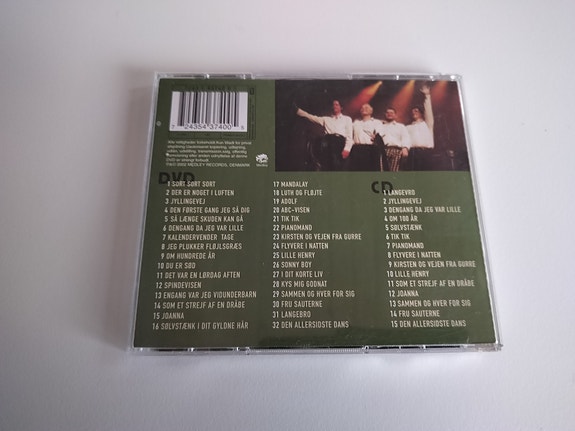 24354 37400
8
P&© 2002 MEDLEY RECORDS, DENMARK
DVD
1 SORT SORT SORT
2 DER ER NOGET I LUFTEN
3 JYLLINGEVEJ
4 DEN FØRSTE GANG JEG SÅ DIG
5 SÅ LÆNGE SKUDEN KAN GÅ
6 DENGANG DA JEG VAR LILLE
7 KALENDERVENDER TAGE
8 JEG PLUKKER FLØJLSGRÆS
9 OM HUNDREDE ÅR
10 DU ER SØD
11 DET VAR EN LØRDAG AFTEN
12 SPINDEVISEN
13 ENGANG VAR JEG VIDUNDERBARN
14 SOM ET STREJF AF EN DRÅBE
15 JOANNA
16 SØLVSTÆNK I DIT GYLDNE HÅR
17 MANDALAY
18 LUTH OG FLØJTE
19 ADOLF
20 ABC-VISEN
21 TIK TIK
22 PIANOMAND
23 KIRSTEN OG VEJEN FRA GURRE
24 FLYVERE I NATTEN
25 LILLE HENRY
26 SONNY BOY
27 I DIT KORTE LIV
28 KYS MIG GODNAT
29 SAMMEN OG HVER FOR SIG
30 FRU SAUTERNE
31 LANGEBRO
32 DEN ALLERSIDSTE DANS
CD
1 LANGEVRO
2 JYLLINGEVEJ
3 DENGANG DA JEG VAR LILLE
4 OM 100 ÅR
5 SØLVSTÆNK
6 TIK TIK
7 PIANOMAND
8 FLYVERE I NATTEN
9 KIRSTEN OG VEJEN FRA GURRE
10 LILLE HENRY
11 SOM ET STREJF AF EN DRÅBE
12 JOANNA
13 SAMMEN OG HVER FOR SIG
14 FRU SAUTERNE
15 DEN ALLERSIDSTE DANS